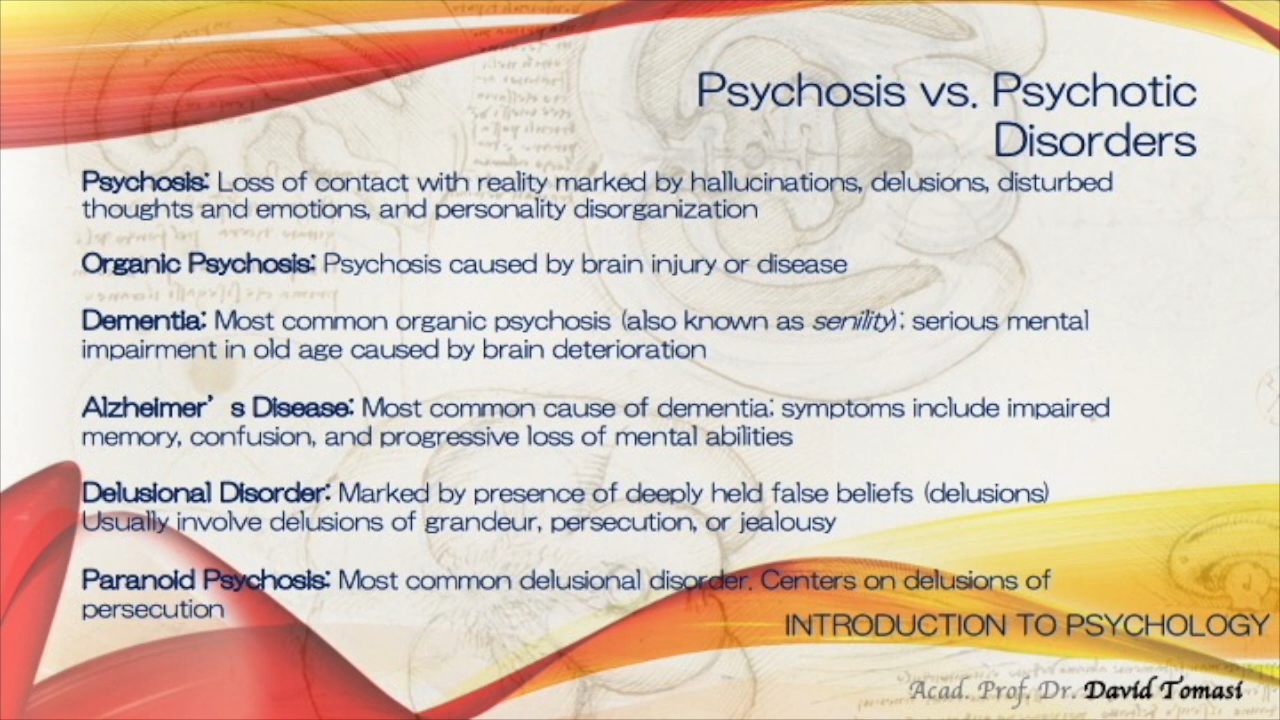 Psychosis vs. Psychotic
Disorders
Psychosis: Loss of contact with reality marked by hallucinations, delusions, disturbed
thoughts and emotions, and personality disorganization
Organic Psychosis: Psychosis caused by brain injury or disease
Dementia: Most common organic psychosis (also known as senility); serious mental
impairment in old age caused by brain deterioration
Alzheimer’s Disease: Most common cause of dementia; symptoms include impaired
memory, confusion, and progressive loss of mental abilities
Delusional Disorder: Marked by presence of deeply held false beliefs (delusions)
Usually involve delusions of grandeur, persecution, or jealousy
Paranoid Psychosis: Most common delusional disorder. Centers on delusions of
persecution
INTRODUCTION TO PSYCHOLOGY
Acad. Prof. Dr. David Tomasi